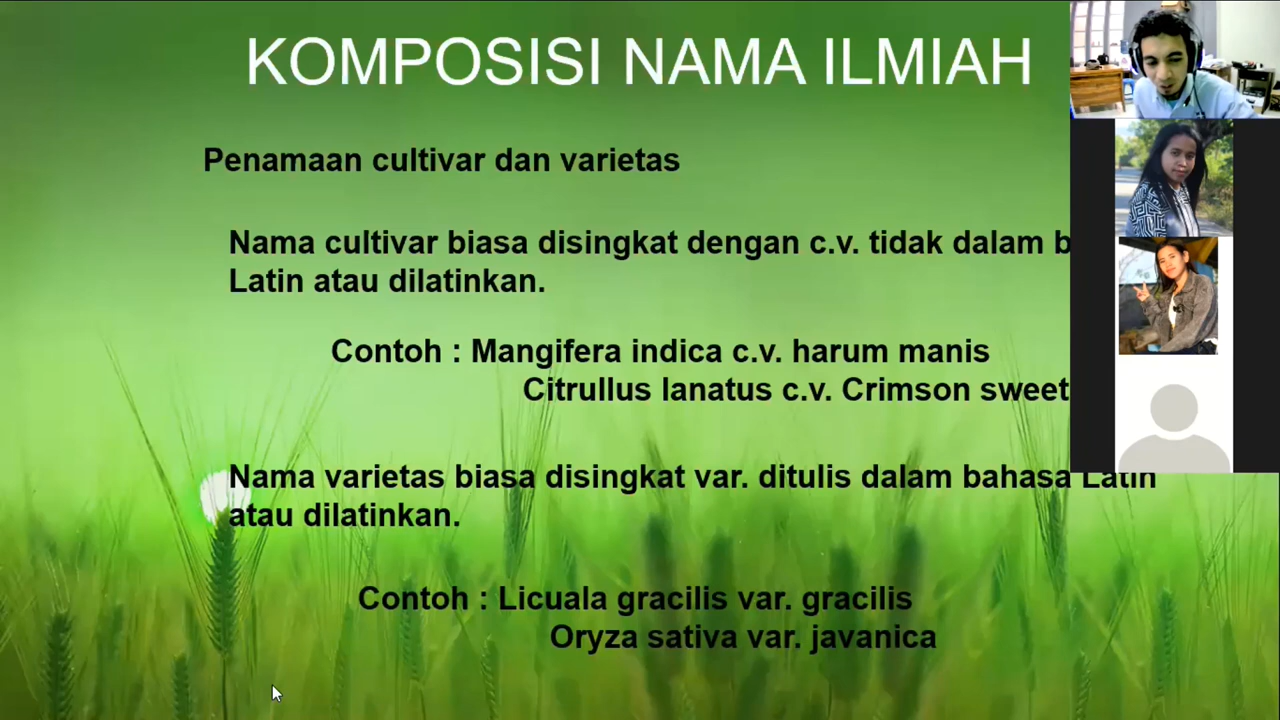 KOMPOSISI NAMA ILMIAH
Penamaan cultivar dan varietas
Nama cultivar biasa disingkat dengan c.v. tidak dalam
Latin atau dilatinkan.
Contoh : Mangifera indica c.v. harum manis
Citrullus lanatus c.v. Crimson sweet
Nama varietas biasa disingkat var. ditulis dalam bahasa Latin
atau dilatinkan.
Contoh : Licuala gracilis var. gracilis
Oryza sativa var. javanica